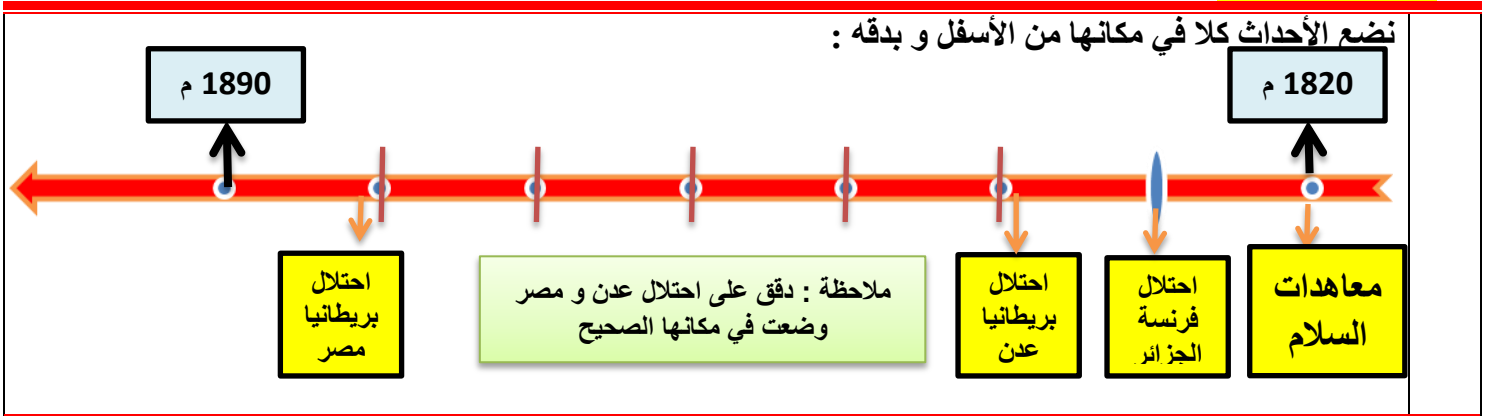 نضع الأحداث كلا في مكانها من الأسفل و بدقه :
1820 م
1890 م
معاهدات
السلام
احتلال
فرنسة
الجزائر
احتلال
بريطانيا
عدن
ملاحظة : دقق على احتلال عدن و مصر
وضعت في مكانها الصحيح
احتلال
بريطانيا
مصر